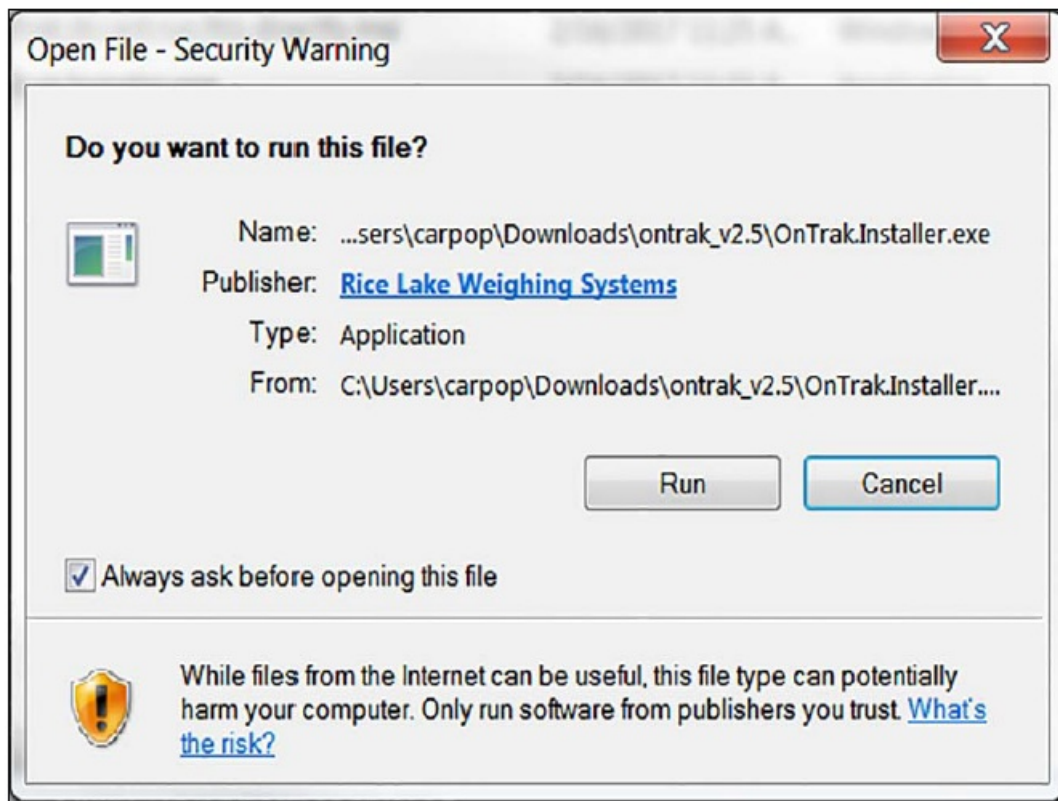 Open File - Security Warning
Do you want to run this file?
Name: ...sers\carpop\Downloads\ontrak_v2.5\OnTrak.Installer.exe
Publisher: Rice Lake Weighing Systems
Type: Application
From: C:\Users\carpop\Downloads\ontrak_v2.5\OnTrak.Installer....
Run Cancel
Always ask before opening this file
While files from the Internet can be useful, this file type can potentially
harm your computer. Only run software from publishers you trust. What's
the risk?